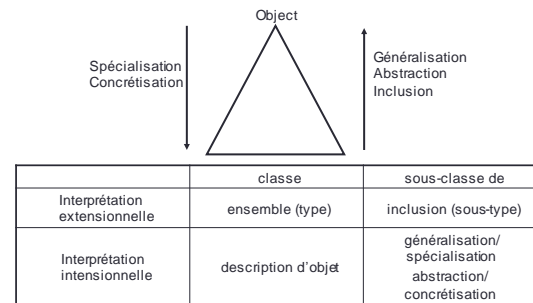 Object
Spécialisation
Concrétisation
Généralisation
Abstraction
Inclusion
classe
sous-classe de
Interprétation
extensionnelle
ensemble (type)
inclusion (sous-type)
Interprétation
intensionnelle
description d'objet
généralisation/
spécialisation
abstraction/
concrétisation